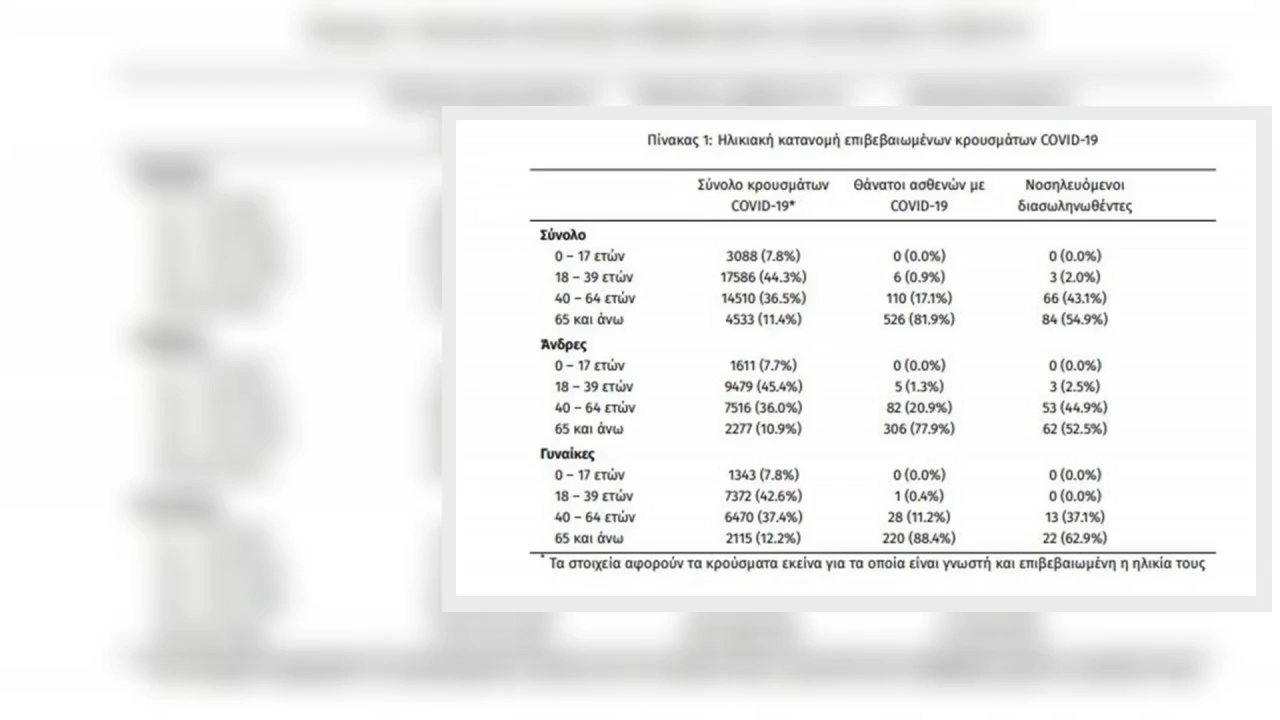 Πίνακας 1: Ηλικιακή κατανομή επιβεβαιωμένων κρουσμάτων COVID-19
Σύνολο κρουσμάτων COVID-19* Θάνατοι ασθενών με COVID-19 Νοσηλευόμενοι διασωληνωθέντες
Σύνολο
0 – 17 ετών 3088 (7.8%) 0 (0.0%) 0 (0.0%)
18 – 39 ετών 17586 (44.3%) 6 (0.9%) 3 (2.0%)
40 – 64 ετών 14510 (36.5%) 110 (17.1%) 66 (43.1%)
65 και άνω 4533 (11.4%) 526 (81.9%) 84 (54.9%)
Άνδρες
0 – 17 ετών 1611 (7.7%) 0 (0.0%) 0 (0.0%)
18 – 39 ετών 9479 (45.4%) 5 (1.3%) 3 (2.5%)
40 – 64 ετών 7516 (36.0%) 82 (20.9%) 53 (44.9%)
65 και άνω 2277 (10.9%) 306 (77.9%) 62 (52.5%)
Γυναίκες
0 – 17 ετών 1343 (7.8%) 0 (0.0%) 0 (0.0%)
18 – 39 ετών 7372 (42.6%) 1 (0.4%) 0 (0.0%)
40 – 64 ετών 6470 (37.4%) 28 (11.2%) 13 (37.1%)
65 και άνω 2115 (12.2%) 220 (88.4%) 22 (62.9%)
* Τα στοιχεία αφορούν τα κρούσματα εκείνα για τα οποία είναι γνωστή και επιβεβαιωμένη η ηλικία τους